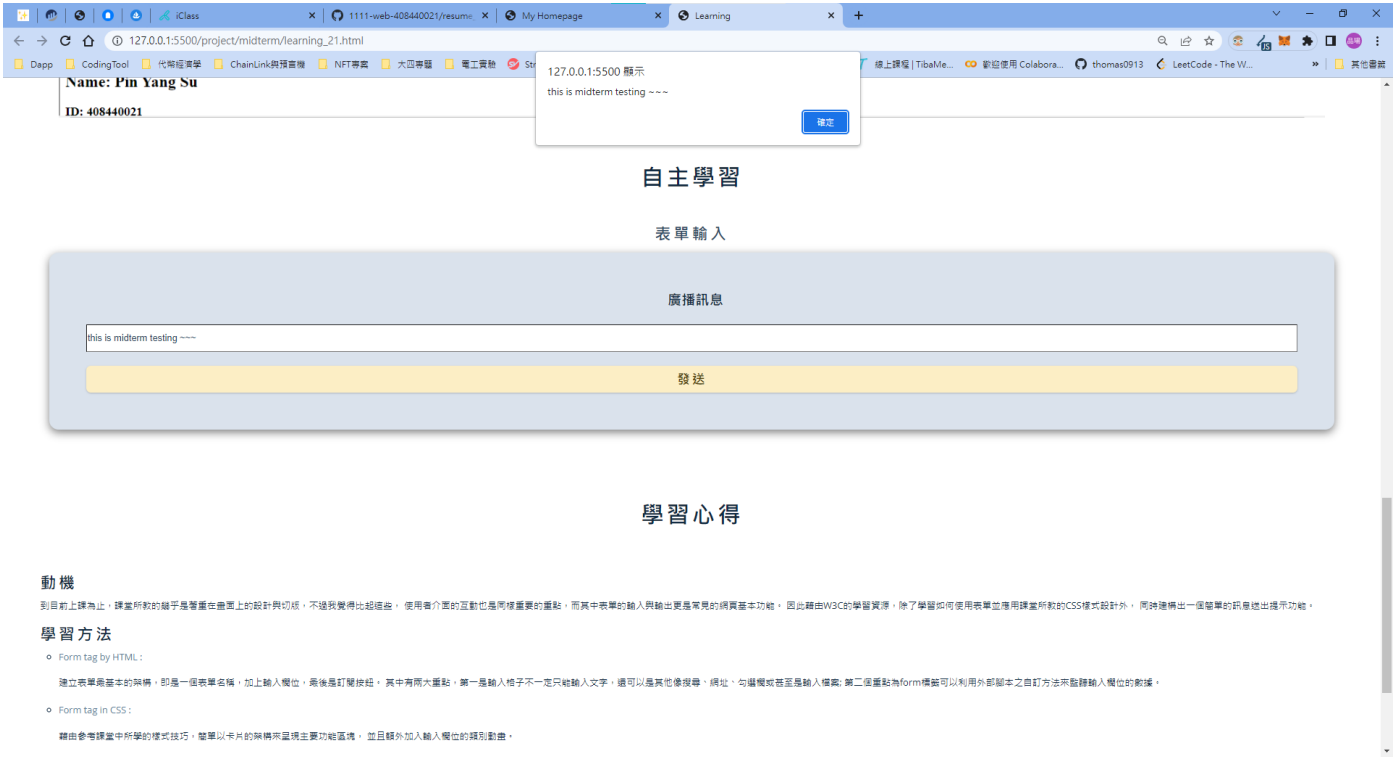 iClass
1111-web-408440021/resume_
My Homepage
Learning
127.0.0.1:5500/project/midterm/learning_21.html
Dapp
CodingTool
代幣經濟學
ChainLink與預言機
NFT專案
大四專題
電工實驗
Str
線上課程 | TibaMe...
歡迎使用 Colabora...
thomas0913
LeetCode - The W...
»
其他書籤
127.0.0.1:5500 顯示
this is midterm testing ~~~
確定
Name: Pin Yang Su
ID: 408440021
自主學習
表單輸入
廣播訊息
this is midterm testing ~~~
發送
學習心得
動機
到目前上課為止，課堂所教的幾乎是著重在畫面上的設計與切版，不過我覺得比起這些， 使用者介面的互動也是同樣重要的重點，而其中表單的輸入與輸出更是常見的網頁基本功能。 因此藉由W3C的學習資源，除了學習如何使用表單並應用課堂所教的CSS樣式設計外， 同時建構出一個簡單的訊息送出提示功能。
學習方法
Form tag by HTML :
建立表單最基本的架構，即是一個表單名稱，加上輸入欄位，最後是訂閱按鈕。 其中有兩大重點，第一是輸入格子不一定只能輸入文字，還可以是其他像搜尋、網址、勾選欄或甚至是輸入檔案; 第二個重點為form標籤可以利用外部腳本之自訂方法來監聽輸入欄位的數據。
Form tag in CSS :
藉由參考課堂中所學的樣式技巧，簡單以卡片的架構來呈現主要功能區塊， 並且額外加入輸入欄位的類別動畫。